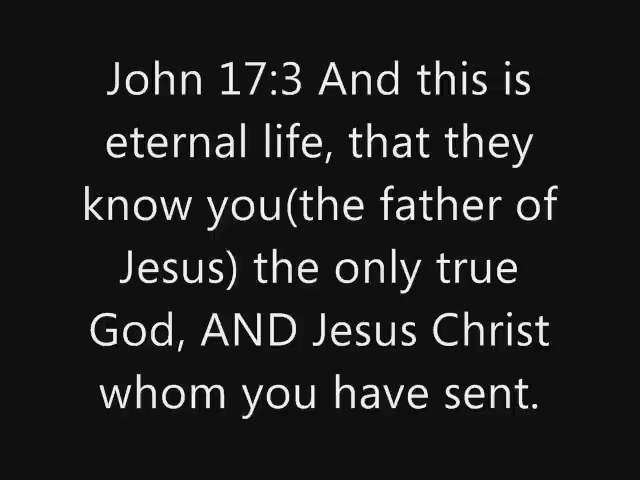 John 17:3 And this is
eternal life, that they
know you(the father of
Jesus) the only true
God, AND Jesus Christ
whom you have sent.